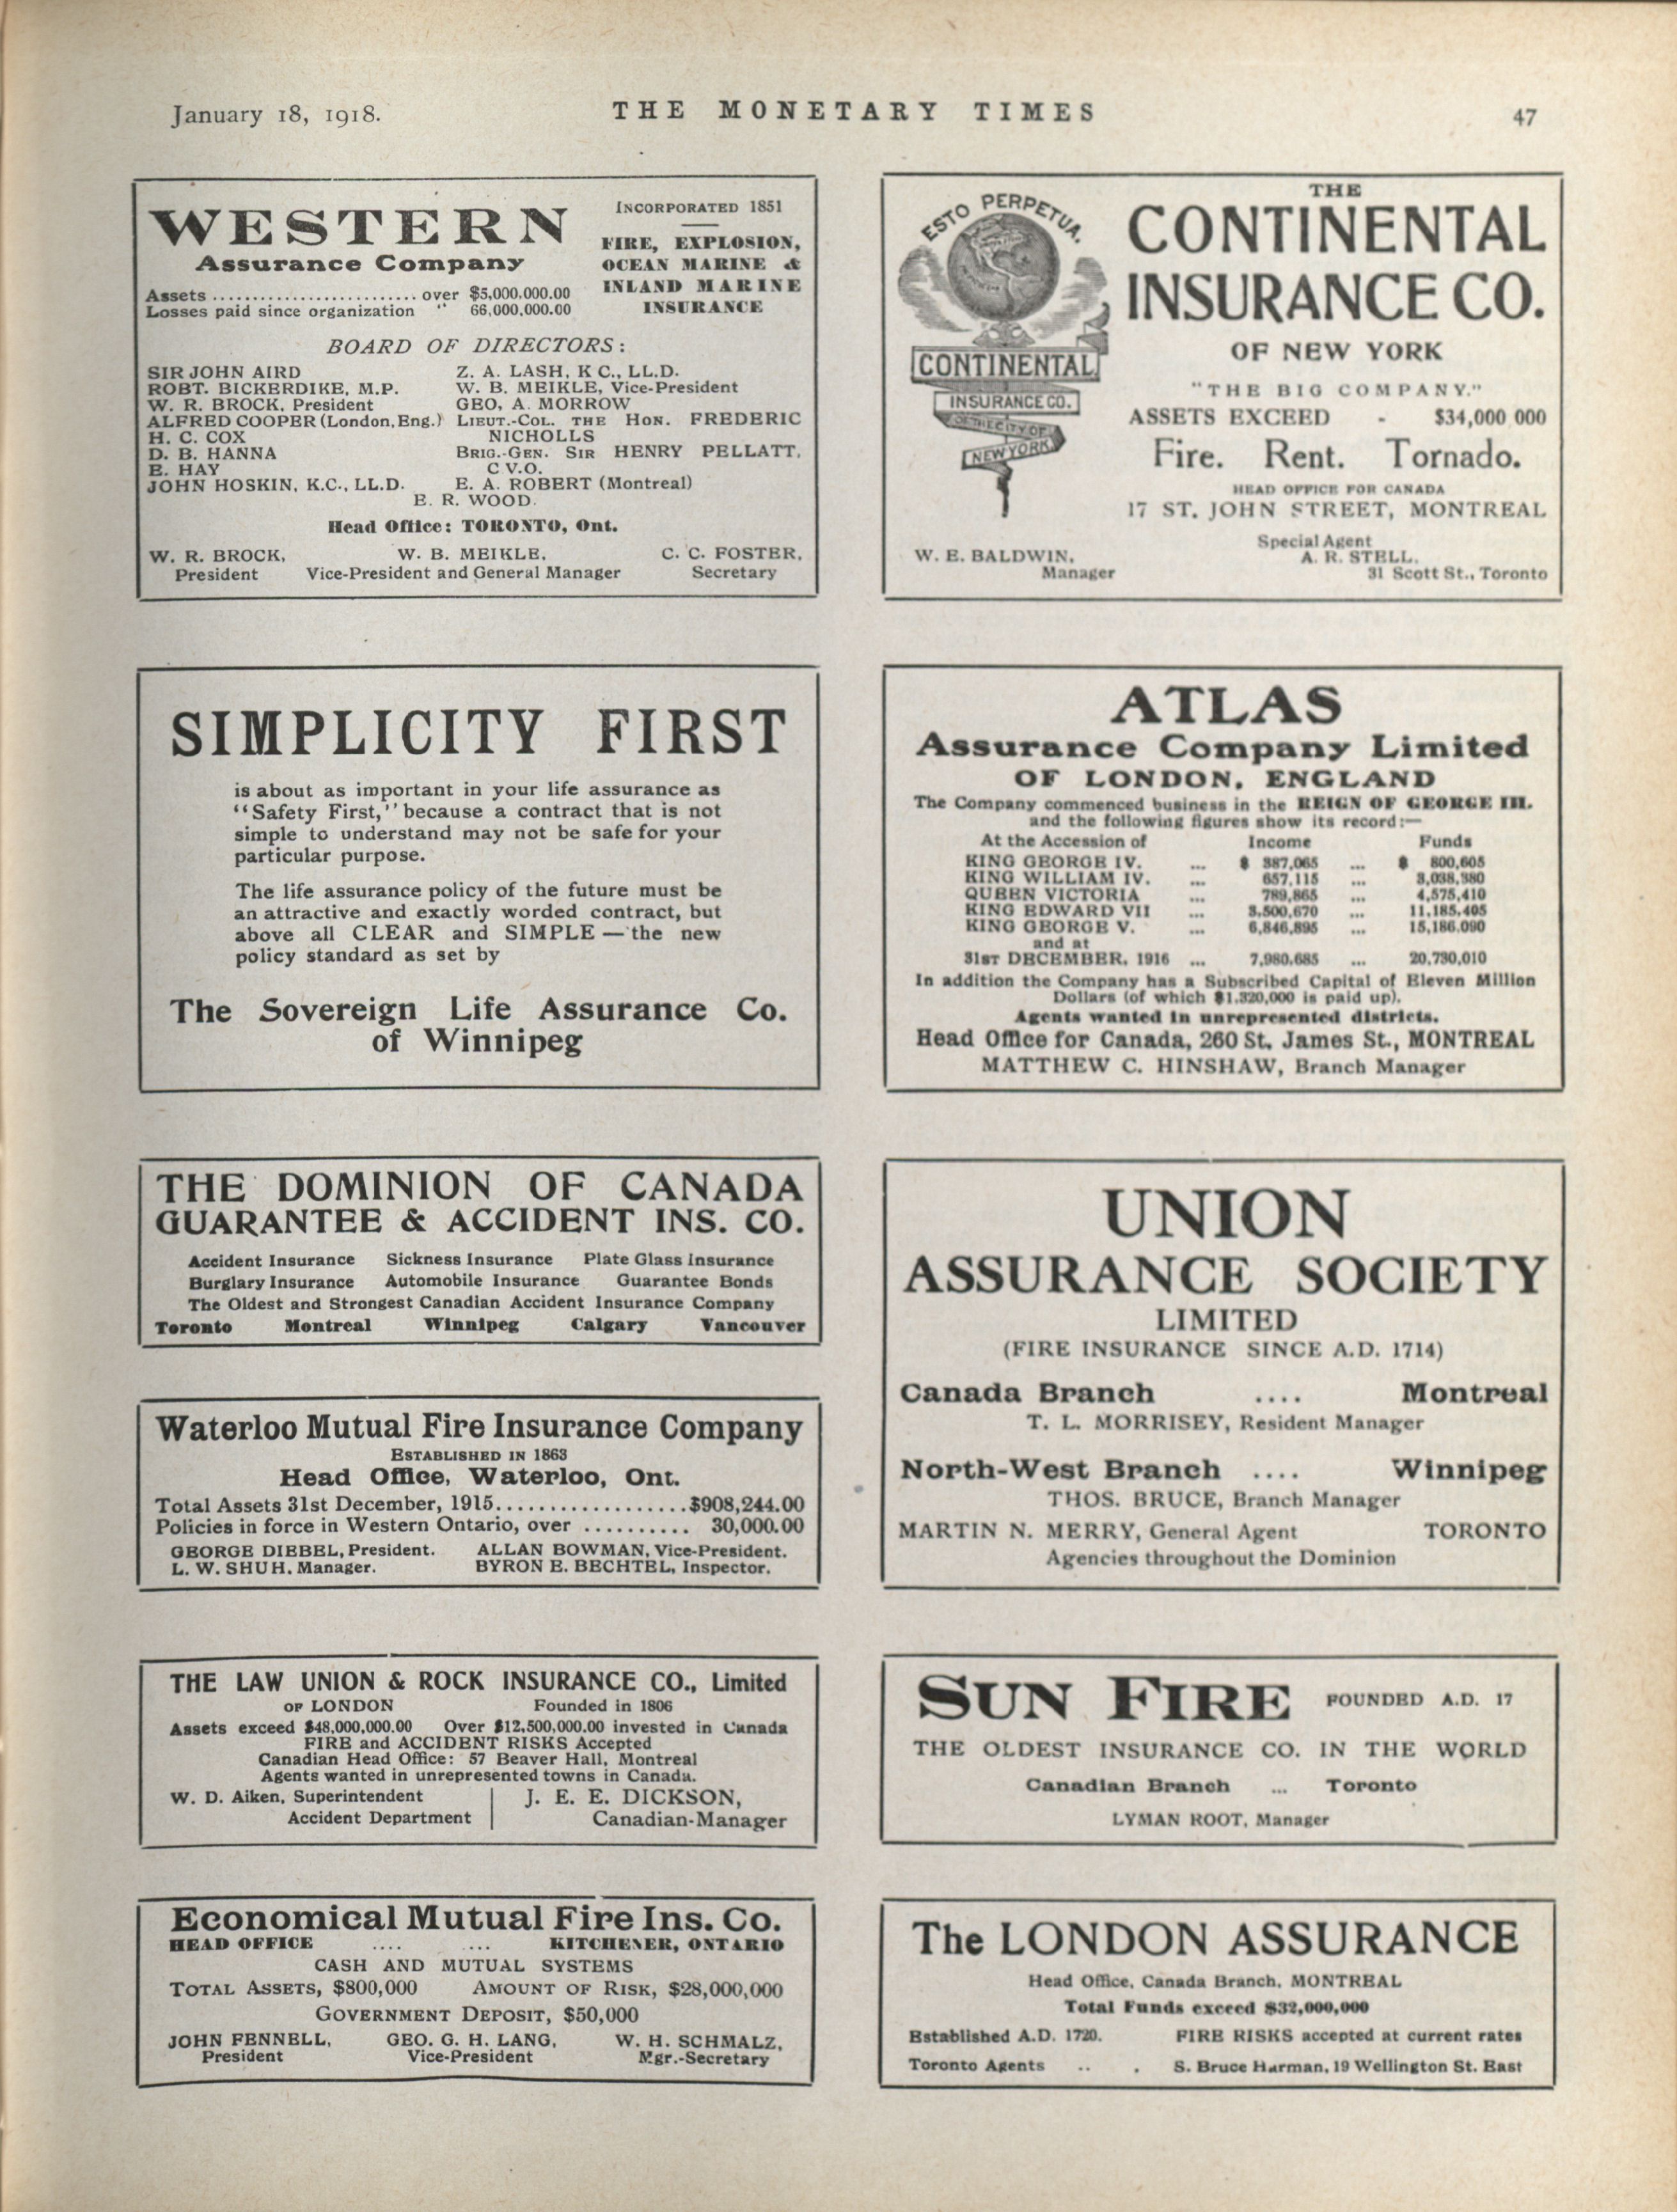 January 18, 1918.
THE MONETARY TIMES
47
WESTERN
Assurance Company
INCORPORATED 1851
FIRE, EXPLOSION,
OCEAN MARINE &
INLAND MARINE
INSURANCE
Assets .......................... over $5,000.000.00
Losses paid since organization " 66,000,000.00
BOARD OF DIRECTORS:
SIR JOHN AIRD
ROBT. BICKERDIKE, M.P.
W. R. BROCK, President
ALFRED COOPER (London, Eng.)
H. C. COX
D. B. HANNA
E. HAY
JOHN HOSKIN, K.C., LL.D.
Z. A. LASH, K C., LL.D.
W. B. MEIKLE, Vice-President
GEO, A. MORROW
LIEUT.-COL. THE HON. FREDERIC
NICHOLLS
BRIG.-GEN. SIR HENRY PELLATT,
C V.O.
E. A. ROBERT (Montreal)
E. R. WOOD.
Head Office: TORONTO, Ont.
W. R. BROCK,
President
W. B. MEIKLE,
Vice-President and General Manager
C. C. FOSTER,
Secretary
ESTO PERPETUA.
CONTINENTAL
INSURANCE CO.
OF THE CITY OF
NEW YORK
THE
CONTINENTAL
INSURANCE CO.
OF NEW YORK
"THE BIG COMPANY."
ASSETS EXCEED - $34,000 000
Fire. Rent. Tornado.
HEAD OFFICE FOR CANADA
17 ST. JOHN STREET, MONTREAL
W. E. BALDWIN,
Manager
Special Agent
A. R. STELL,
31 Scott St., Toronto
SIMPLICITY FIRST
is about as important in your life assurance as
"Safety First," because a contract that is not
simple to understand may not be safe for your
particular purpose.
The life assurance policy of the future must be
an attractive and exactly worded contract, but
above all CLEAR and SIMPLE — the new
policy standard as set by
The Sovereign Life Assurance Co.
of Winnipeg
ATLAS
Assurance Company Limited
OF LONDON, ENGLAND
The Company commenced business in the REIGN OF GEORGE III.
and the following figures show its record:—
At the Accession of Income Funds
KING GEORGE IV. ... $ 387,065 ... $ 800,605
KING WILLIAM IV. ... 657,115 ... 3,038,380
QUEEN VICTORIA ... 789,865 ... 4,575,410
KING EDWARD VII ... 3,500,670 ... 11,185,405
KING GEORGE V. ... 6,846,895 ... 15,186,090
and at
31ST DECEMBER, 1916 ... 7,980,685 ... 20,730,010
In addition the Company has a Subscribed Capital of Eleven Million
Dollars (of which $1,320,000 is paid up).
Agents wanted in unrepresented districts.
Head Office for Canada, 260 St. James St., MONTREAL
MATTHEW C. HINSHAW, Branch Manager
THE DOMINION OF CANADA
GUARANTEE & ACCIDENT INS. CO.
Accident Insurance Sickness Insurance Plate Glass Insurance
Burglary Insurance Automobile Insurance Guarantee Bonds
The Oldest and Strongest Canadian Accident Insurance Company
Toronto Montreal Winnipeg Calgary Vancouver
UNION
ASSURANCE SOCIETY
LIMITED
(FIRE INSURANCE SINCE A.D. 1714)
Canada Branch .... Montreal
T. L. MORRISEY, Resident Manager
North-West Branch .... Winnipeg
THOS. BRUCE, Branch Manager
MARTIN N. MERRY, General Agent TORONTO
Agencies throughout the Dominion
Waterloo Mutual Fire Insurance Company
ESTABLISHED IN 1863
Head Office, Waterloo, Ont.
Total Assets 31st December, 1915..................$908,244.00
Policies in force in Western Ontario, over .......... 30,000.00
GEORGE DIEBEL, President. ALLAN BOWMAN, Vice-President.
L. W. SHUH, Manager. BYRON E. BECHTEL, Inspector.
THE LAW UNION & ROCK INSURANCE CO., Limited
OF LONDON Founded in 1806
Assets exceed $48,000,000.00 Over $12,500,000.00 invested in Canada
FIRE and ACCIDENT RISKS Accepted
Canadian Head Office: 57 Beaver Hall, Montreal
Agents wanted in unrepresented towns in Canada.
W. D. Aiken, Superintendent
Accident Department
J. E. E. DICKSON,
Canadian-Manager
SUN FIRE FOUNDED A.D. 17
THE OLDEST INSURANCE CO. IN THE WORLD
Canadian Branch ... Toronto
LYMAN ROOT, Manager
Economical Mutual Fire Ins. Co.
HEAD OFFICE .... ... KITCHENER, ONTARIO
CASH AND MUTUAL SYSTEMS
TOTAL ASSETS, $800,000 AMOUNT OF RISK, $28,000,000
GOVERNMENT DEPOSIT, $50,000
JOHN FENNELL,
President
GEO. G. H. LANG,
Vice-President
W. H. SCHMALZ,
Mgr.-Secretary
The LONDON ASSURANCE
Head Office, Canada Branch, MONTREAL
Total Funds exceed $32,000,000
Established A.D. 1720. FIRE RISKS accepted at current rates
Toronto Agents .. . S. Bruce Harman, 19 Wellington St. East